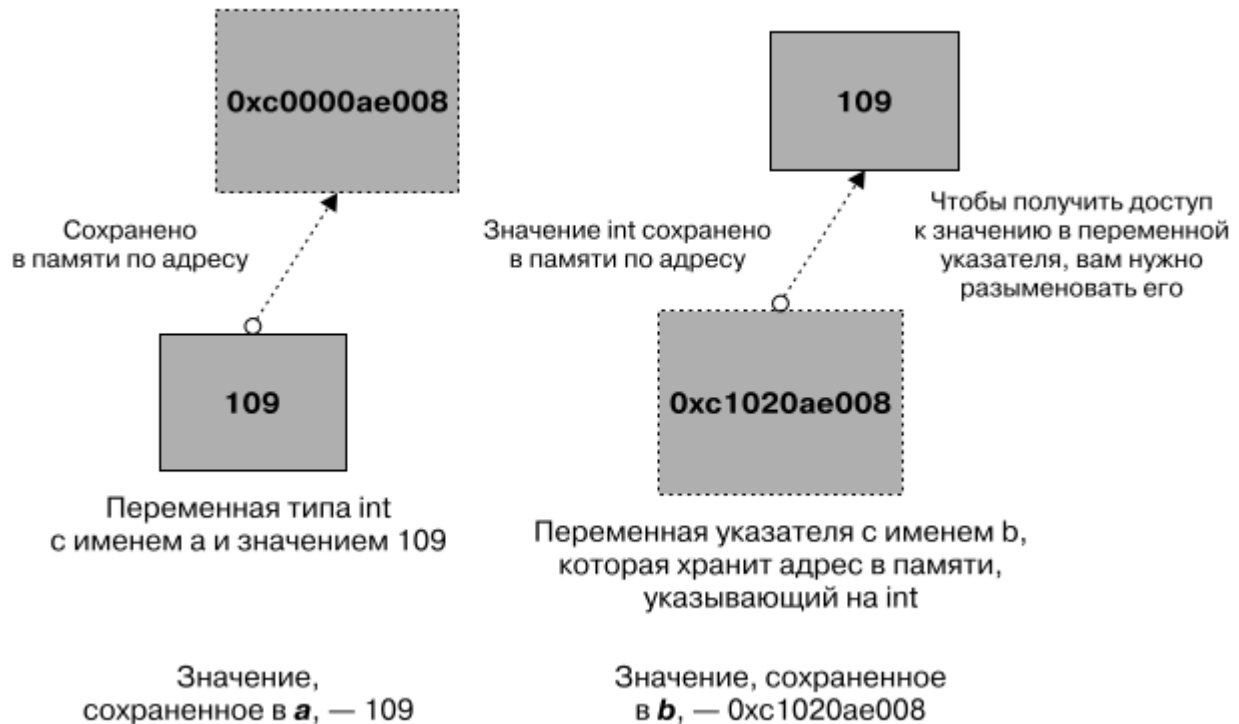 0xc0000ae008
Сохранено
в памяти по адресу
109
Переменная типа int
с именем a и значением 109
Значение,
сохраненное в a, — 109
109
Значение int сохранено
в памяти по адресу
Чтобы получить доступ
к значению в переменной
указателя, вам нужно
разыменовать его
0xc1020ae008
Переменная указателя с именем b,
которая хранит адрес в памяти,
указывающий на int
Значение, сохраненное
в b, — 0xc1020ae008